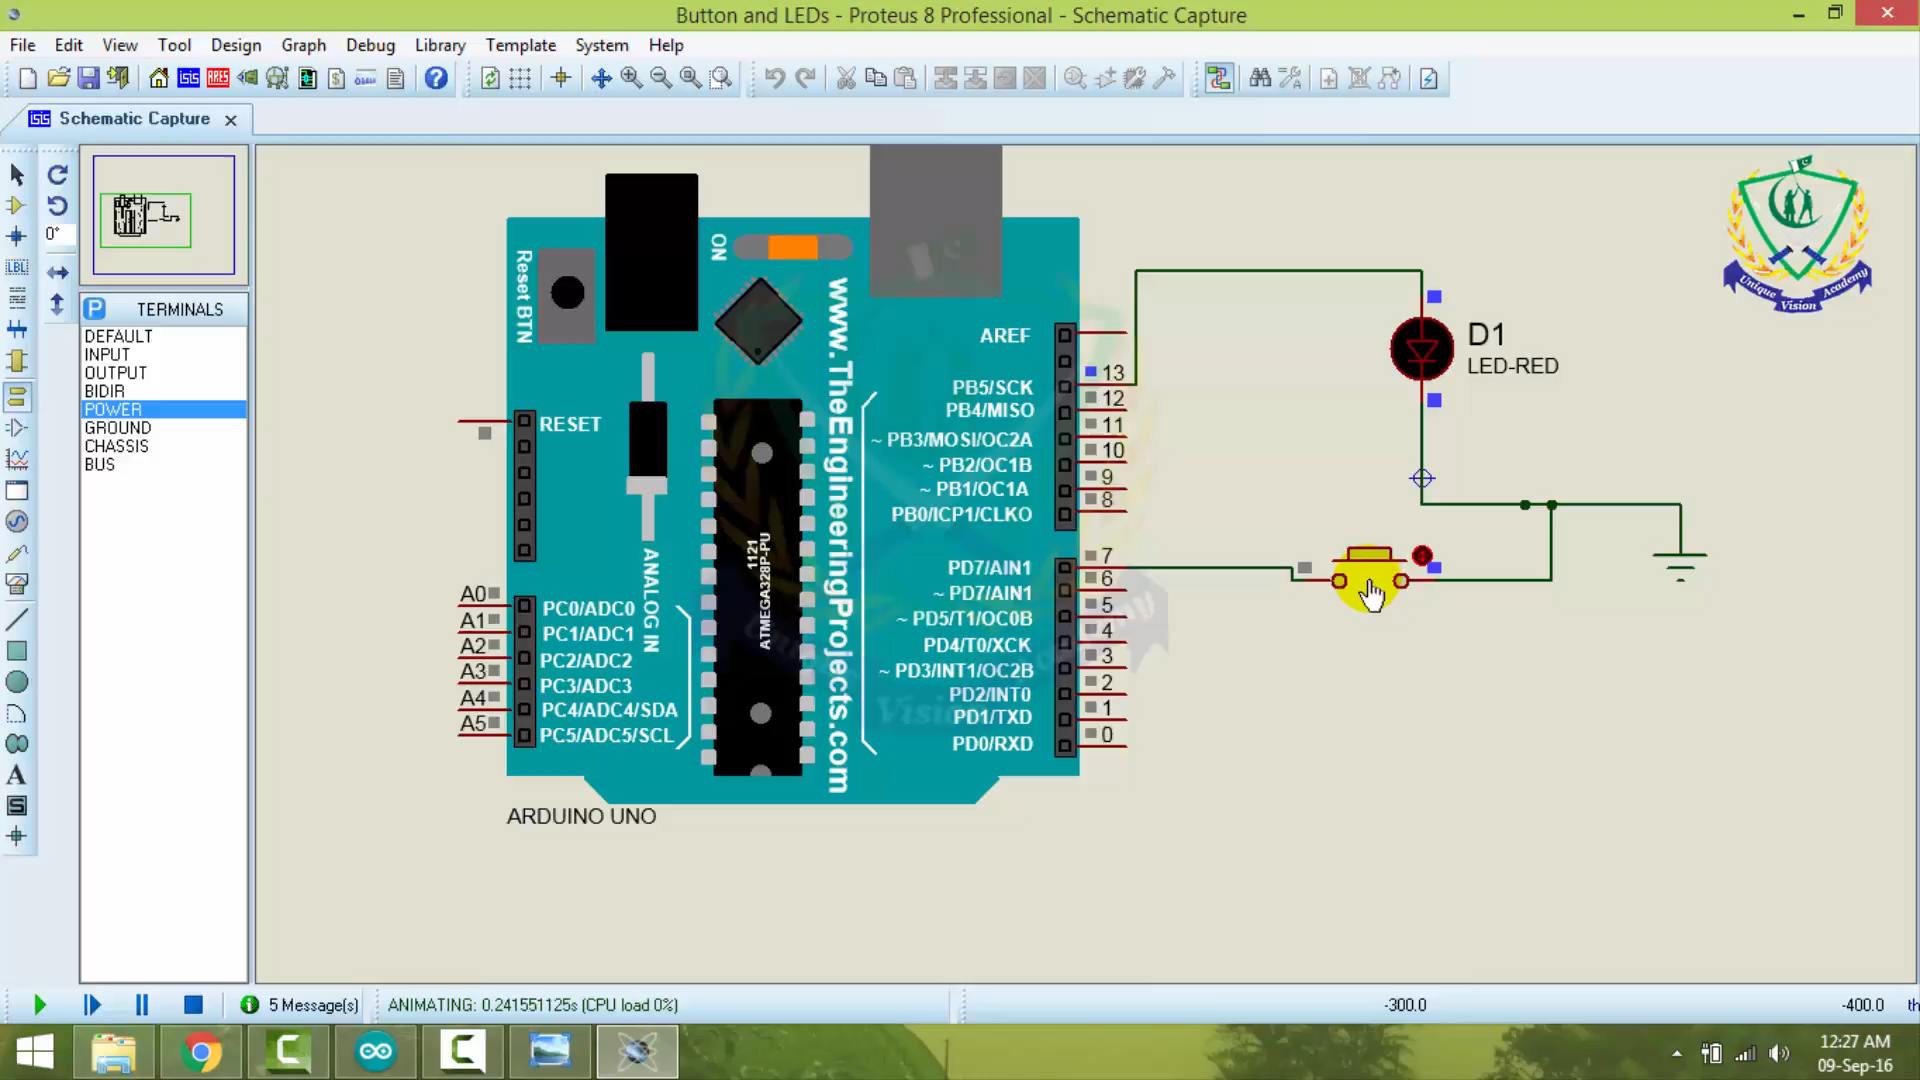 Button and LEDs - Proteus 8 Professional - Schematic Capture
File Edit View Tool Design Graph Debug Library Template System Help
Schematic Capture
0°
LBL
TERMINALS
DEFAULT
INPUT
OUTPUT
BIDIR
POWER
GROUND
CHASSIS
BUS
Reset BTN
ON
www.TheEngineeringProjects.com
ANALOG IN
1121
ATMEGA328P-PU
RESET
A0 PC0/ADC0
A1 PC1/ADC1
A2 PC2/ADC2
A3 PC3/ADC3
A4 PC4/ADC4/SDA
A5 PC5/ADC5/SCL
AREF
PB5/SCK 13
PB4/MISO 12
~ PB3/MOSI/OC2A 11
~ PB2/OC1B 10
~ PB1/OC1A 9
PB0/ICP1/CLKO 8
PD7/AIN1 7
~ PD7/AIN1 6
~ PD5/T1/OC0B 5
PD4/T0/XCK 4
~ PD3/INT1/OC2B 3
PD2/INT0 2
PD1/TXD 1
PD0/RXD 0
ARDUINO UNO
D1
LED-RED
Unique Vision Academy
5 Message(s)
ANIMATING: 0.241551125s (CPU load 0%)
-300.0
-400.0
th
12:27 AM
09-Sep-16